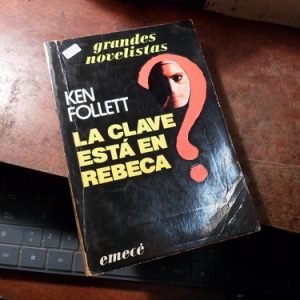 grandes
novelistas
KEN
FOLLETT
LA CLAVE
ESTÁ EN
REBECA
?
emecé